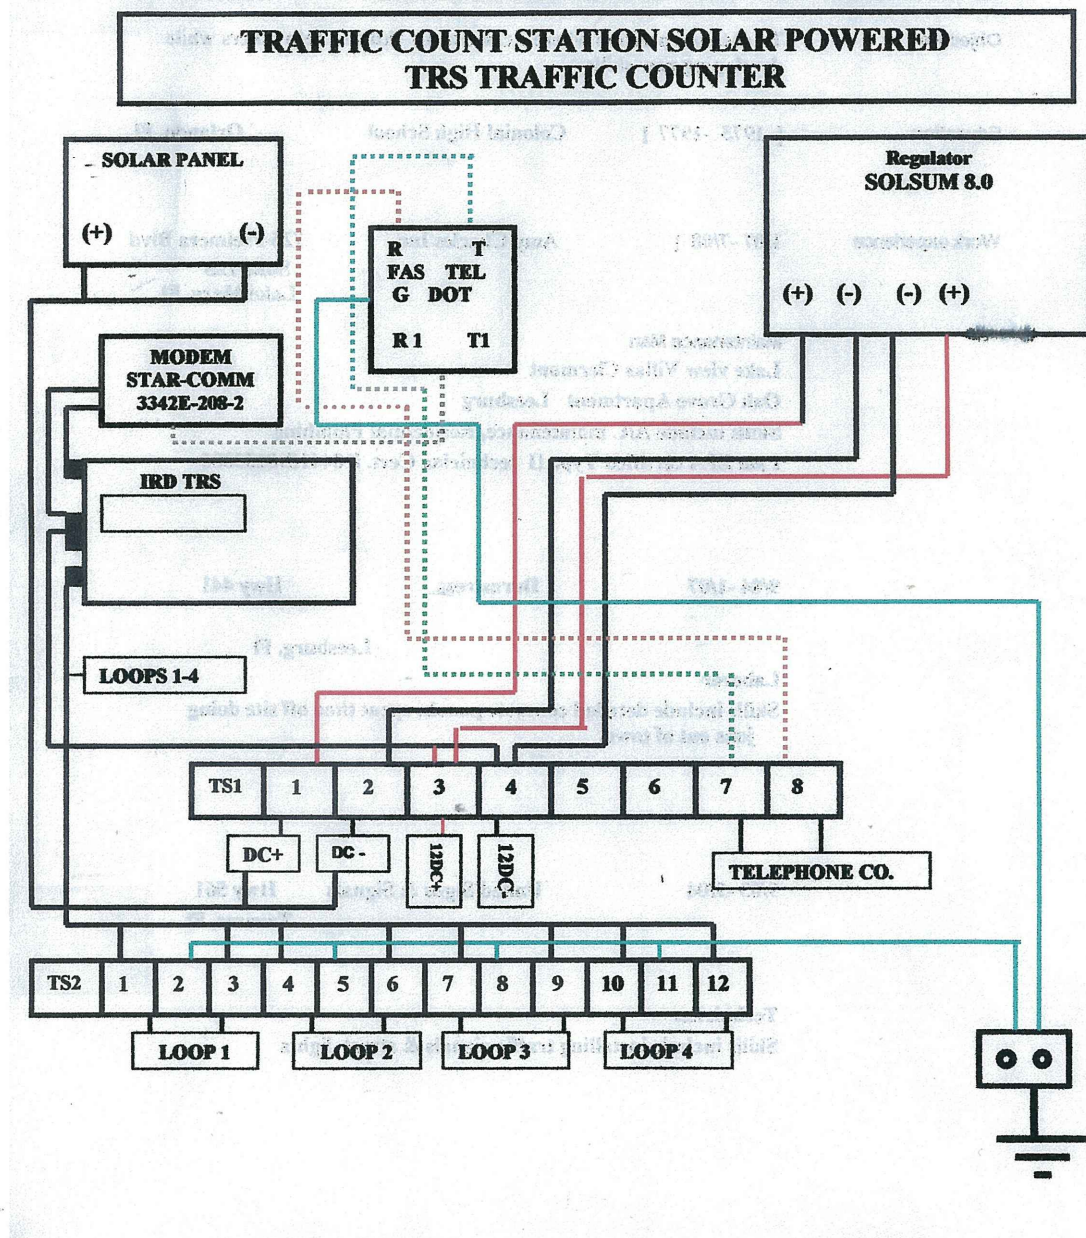 TRAFFIC COUNT STATION SOLAR POWERED
TRS TRAFFIC COUNTER
SOLAR PANEL
(+) (-)
R T
FAS TEL
G DOT
R 1 T1
Regulator
SOLSUM 8.0
(+) (-) (-) (+)
MODEM
STAR-COMM
3342E-208-2
IRD TRS
LOOPS 1-4
TS1 1 2 3 4 5 6 7 8
DC+
DC -
12DC+
12DC-
TELEPHONE CO.
TS2 1 2 3 4 5 6 7 8 9 10 11 12
LOOP 1
LOOP 2
LOOP 3
LOOP 4